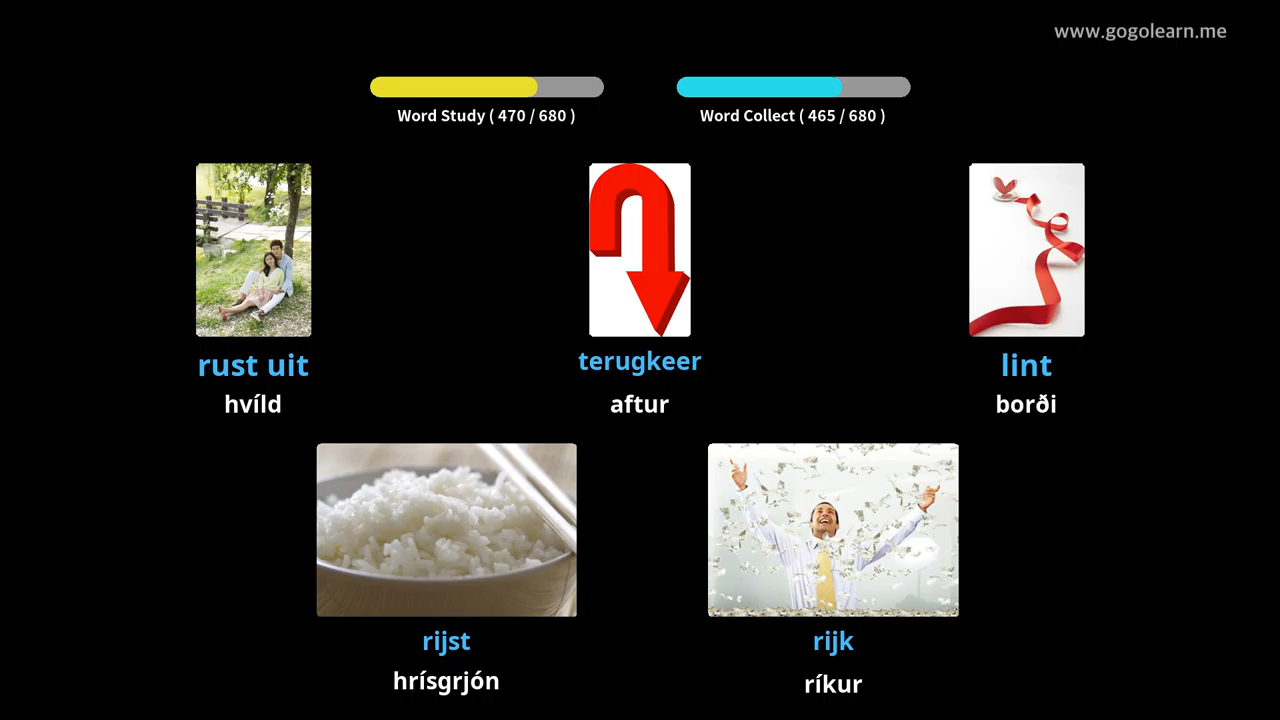 www.gogolearn.me
Word Study ( 470 / 680 )
Word Collect ( 465 / 680 )
rust uit
hvíld
terugkeer
aftur
lint
borði
rijst
hrísgrjón
rijk
ríkur